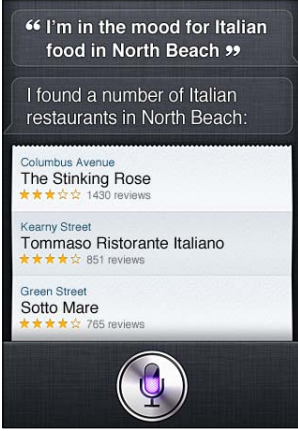 “ I’m in the mood for Italian
food in North Beach ”
I found a number of Italian
restaurants in North Beach:
Columbus Avenue
The Stinking Rose
1430 reviews
Kearny Street
Tommaso Ristorante Italiano
851 reviews
Green Street
Sotto Mare
765 reviews